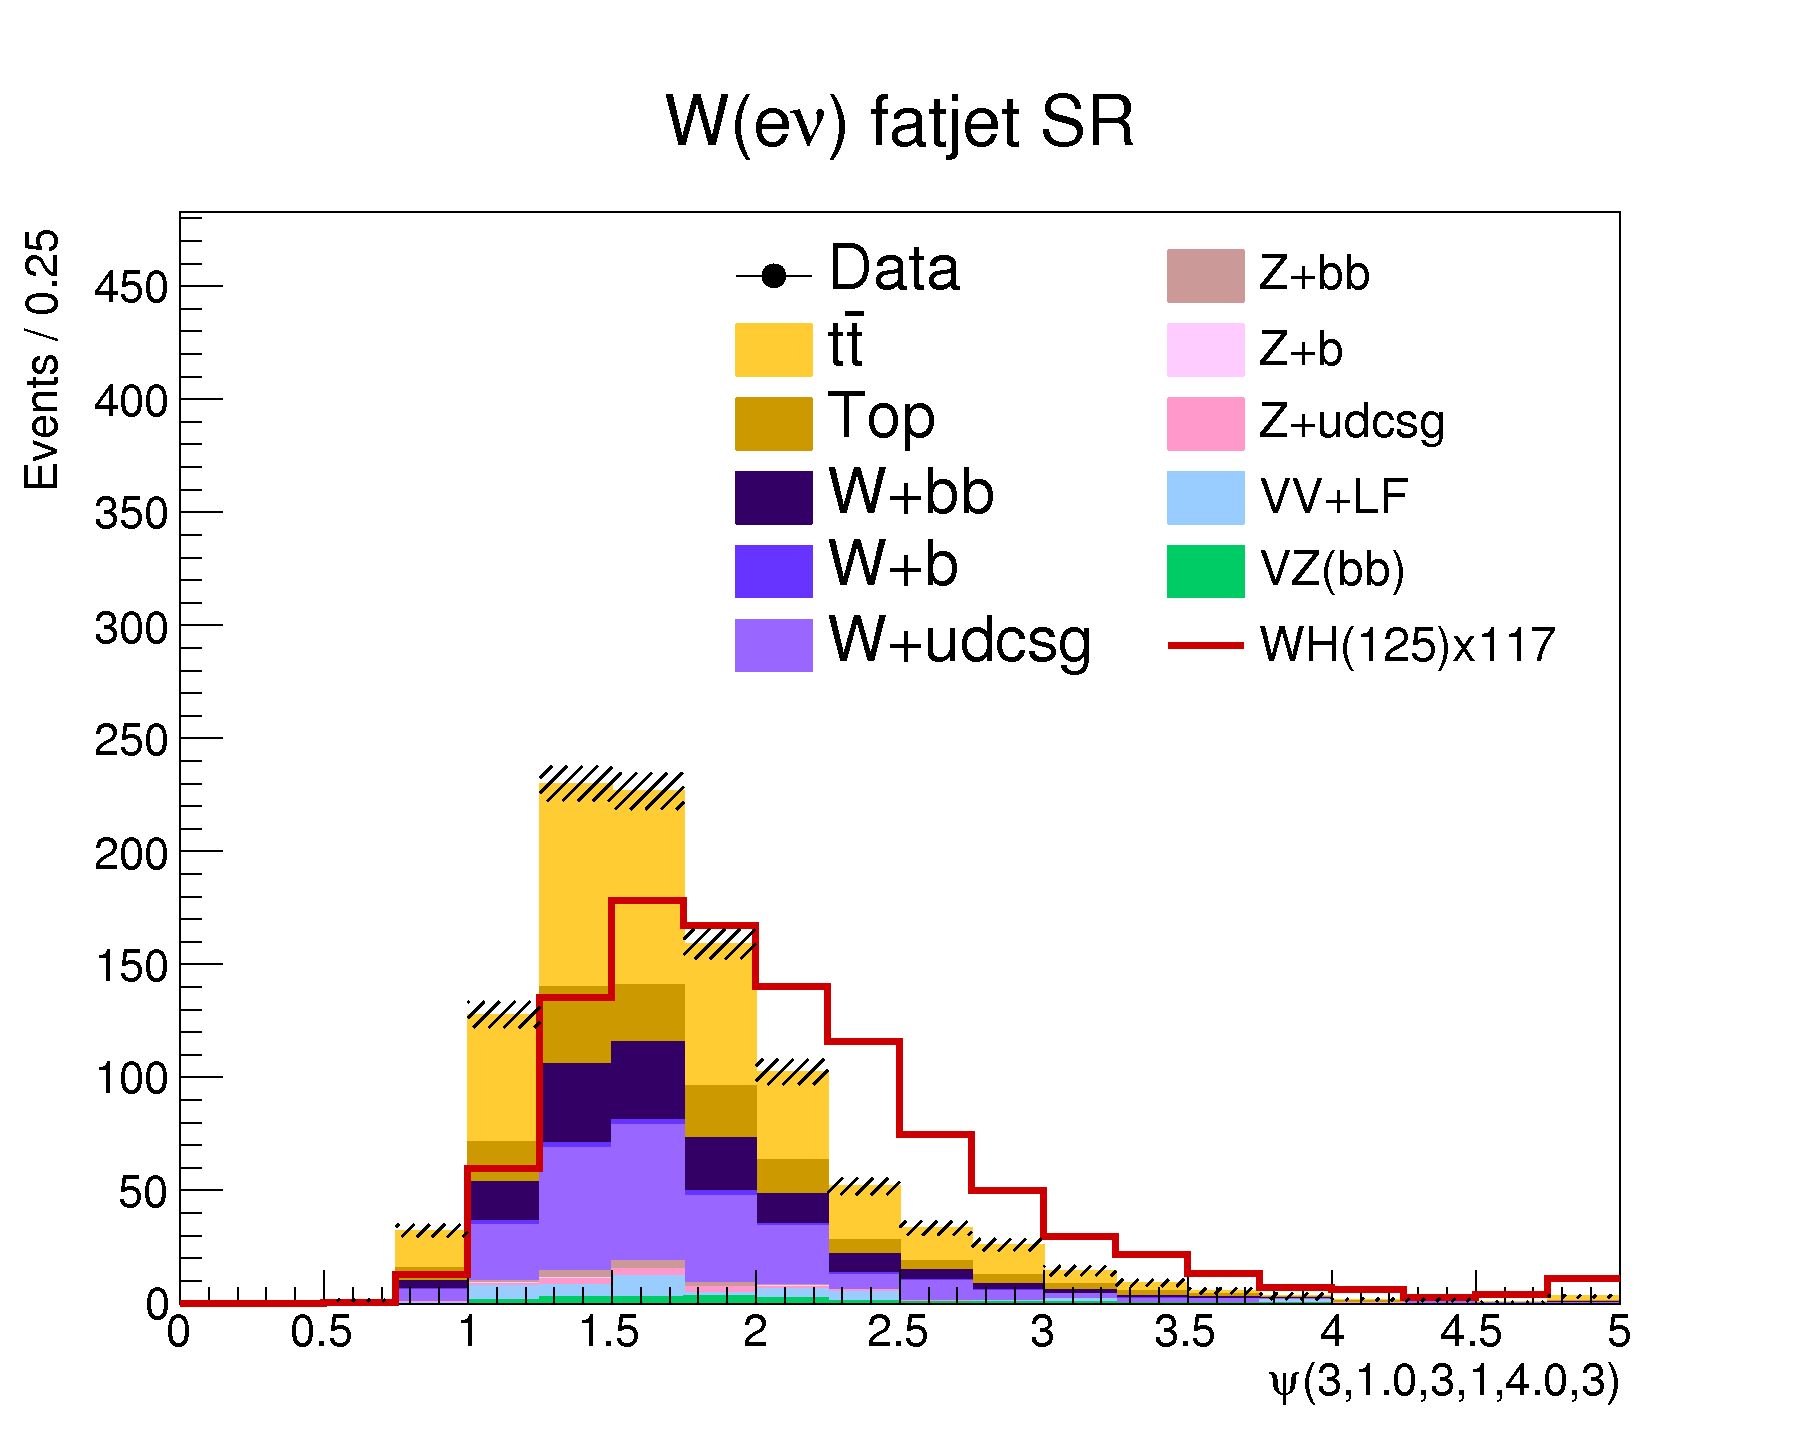 W(eν) fatjet SR
Events / 0.25
450
400
350
300
250
200
150
100
50
0
Data
tt̄
Top
W+bb
W+b
W+udcsg
Z+bb
Z+b
Z+udcsg
VV+LF
VZ(bb)
WH(125)x117
0 0.5 1 1.5 2 2.5 3 3.5 4 4.5 5
ψ(3,1.0,3,1,4.0,3)